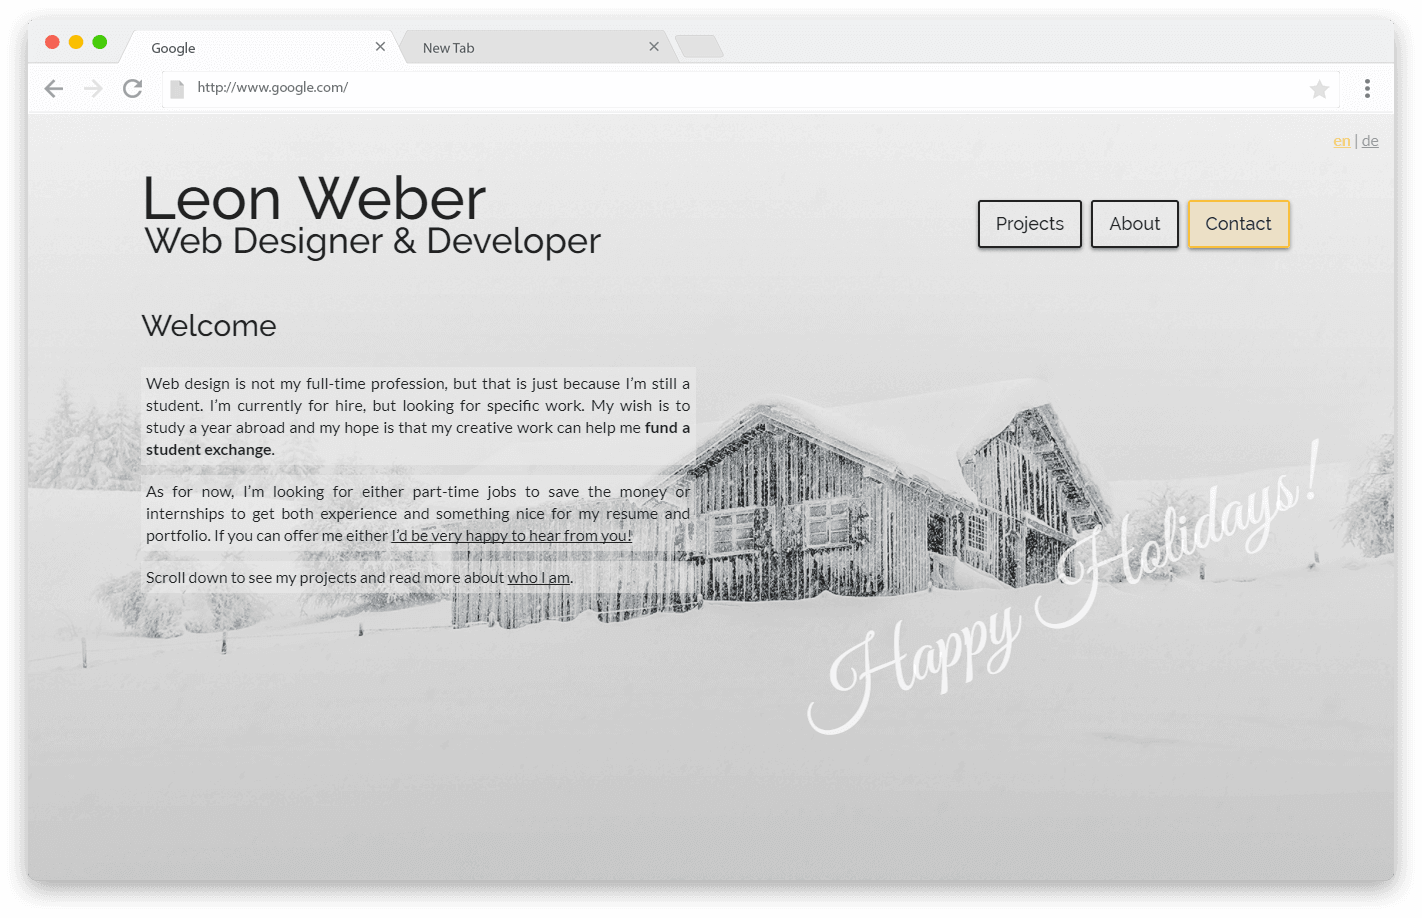 Google
New Tab
http://www.google.com/
en | de
Leon Weber
Web Designer & Developer
Projects
About
Contact
Welcome
Web design is not my full-time profession, but that is just because I’m still a
student. I’m currently for hire, but looking for specific work. My wish is to
study a year abroad and my hope is that my creative work can help me fund a
student exchange.
As for now, I’m looking for either part-time jobs to save the money or
internships to get both experience and something nice for my resume and
portfolio. If you can offer me either I’d be very happy to hear from you!
Scroll down to see my projects and read more about who I am.
Happy Holidays!